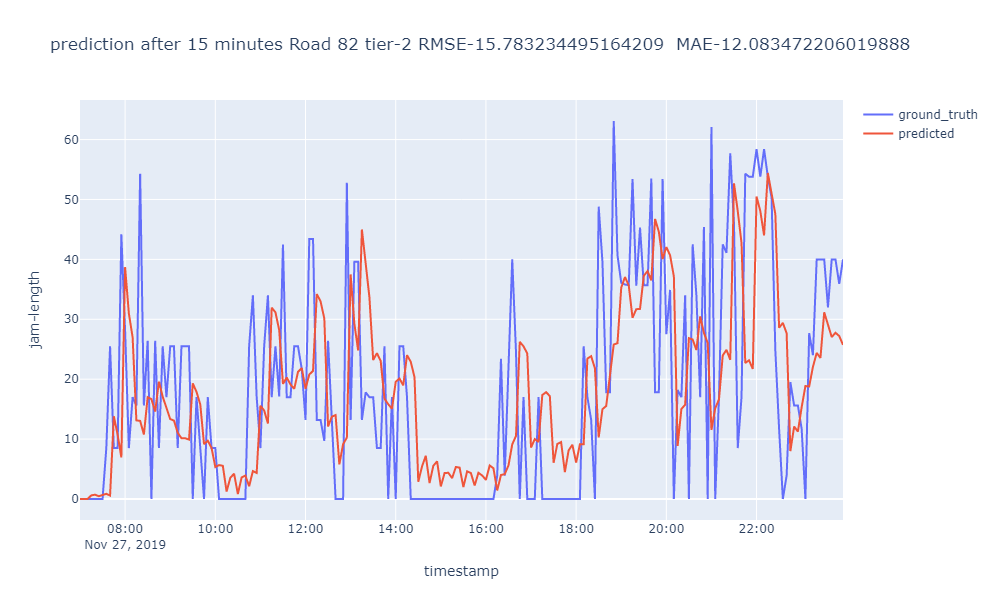 prediction after 15 minutes Road 82 tier-2 RMSE-15.783234495164209  MAE-12.083472206019888
ground_truth
predicted
60
50
40
30
20
10
0
jam-length
08:00 10:00 12:00 14:00 16:00 18:00 20:00 22:00
Nov 27, 2019
timestamp